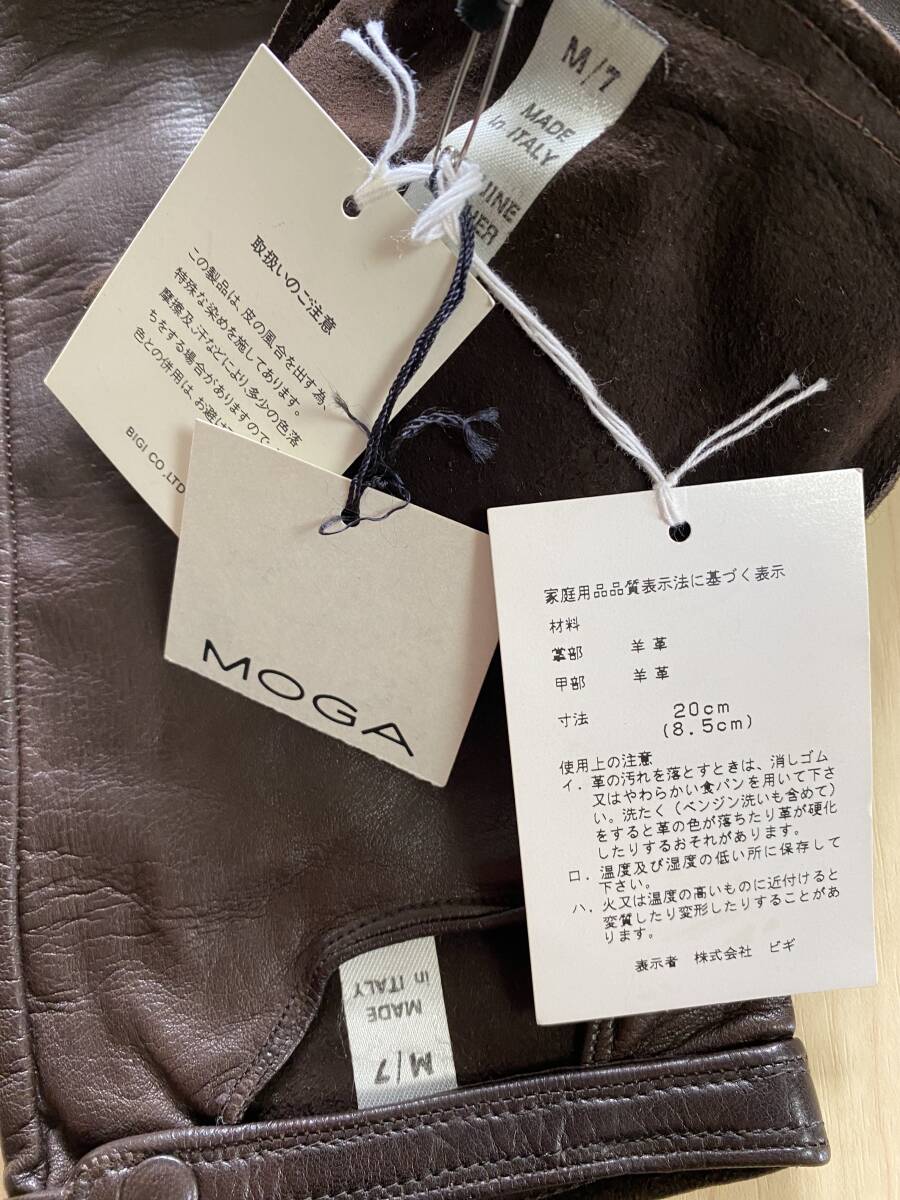 M/7
MADE
in ITALY
取扱いのご注意
この製品は、皮の風合を出す為、
特殊な染めを施してあります。
摩擦及、汗などにより、多少の色落
ちをする場合がありますので、
色との併用は、お避け
BIGI CO.,LTD
MOGA
家庭用品品質表示法に基づく表示
材料
掌部 羊革
甲部 羊革
寸法 20cm
(8.5cm)
使用上の注意
イ．革の汚れを落とすときは、消しゴム
又はやわらかい食パンを用いて下さ
い。洗たく（ベンジン洗いも含めて）
をすると革の色が落ちたり革が硬化
したりするおそれがあります。
ロ．温度及び湿度の低い所に保存して
下さい。
ハ．火又は温度の高いものに近付けると
変質したり変形したりすることがあ
ります。
表示者 株式会社 ビギ
M/7
MADE
in ITALY